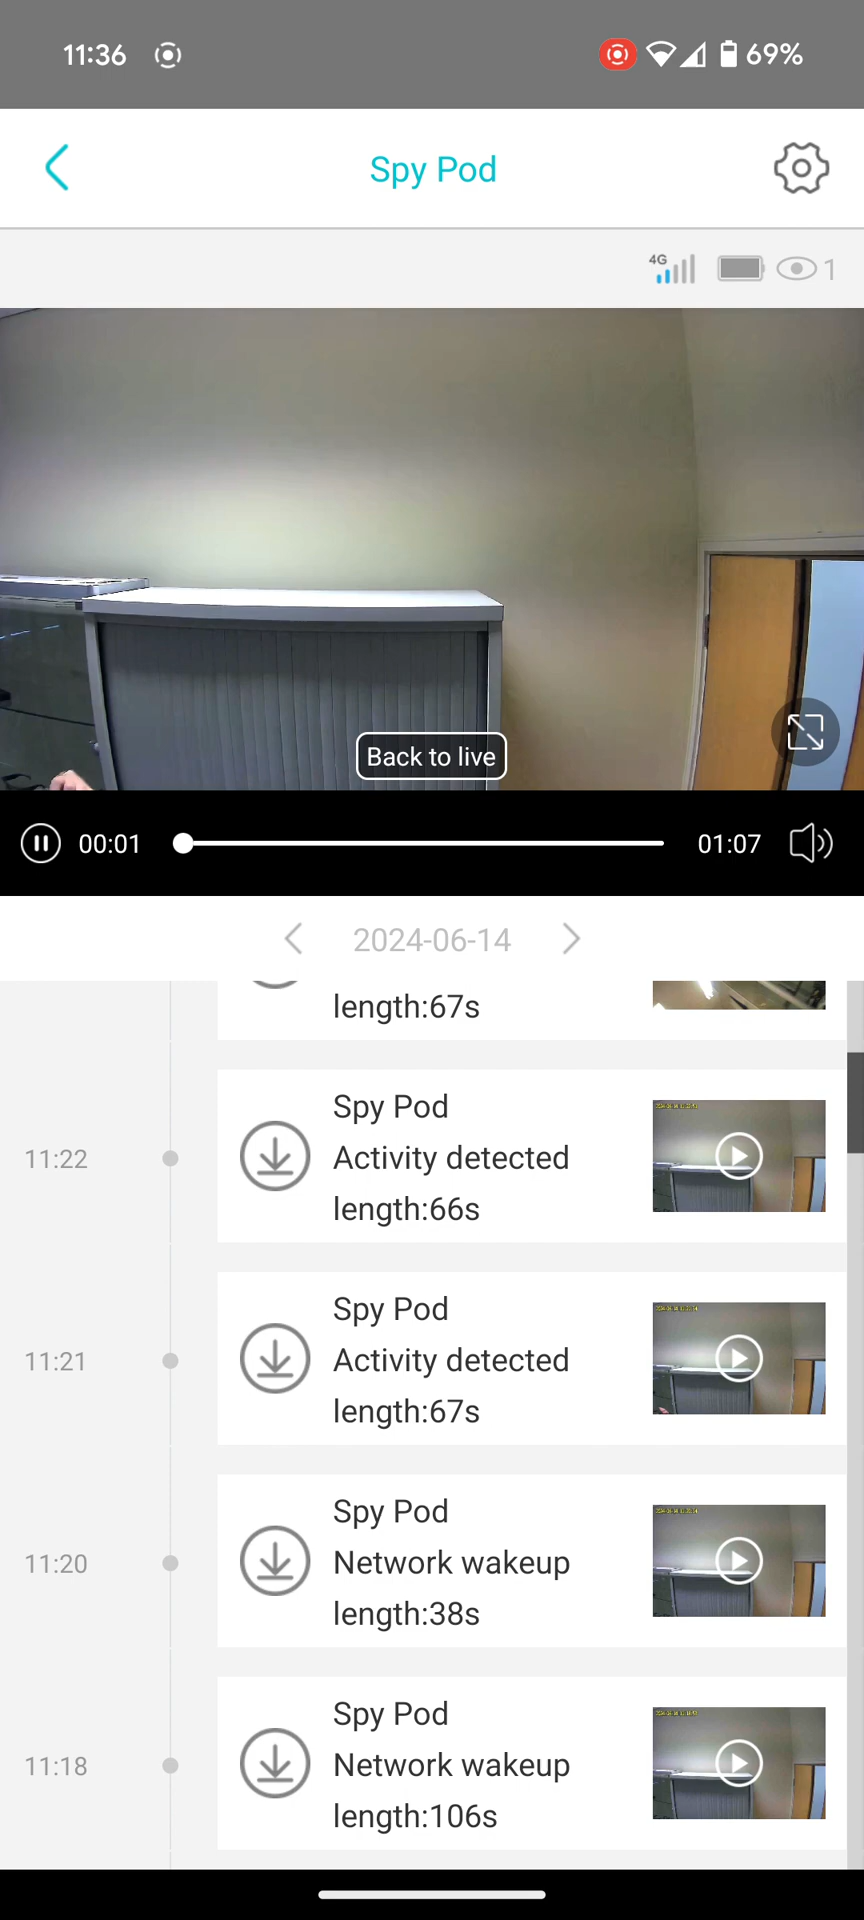 11:36
69%
Spy Pod
4G
1
Back to live
00:01
01:07
2024-06-14
length:67s
Spy Pod
11:22
Activity detected
length:66s
Spy Pod
11:21
Activity detected
length:67s
Spy Pod
11:20
Network wakeup
length:38s
Spy Pod
11:18
Network wakeup
length:106s